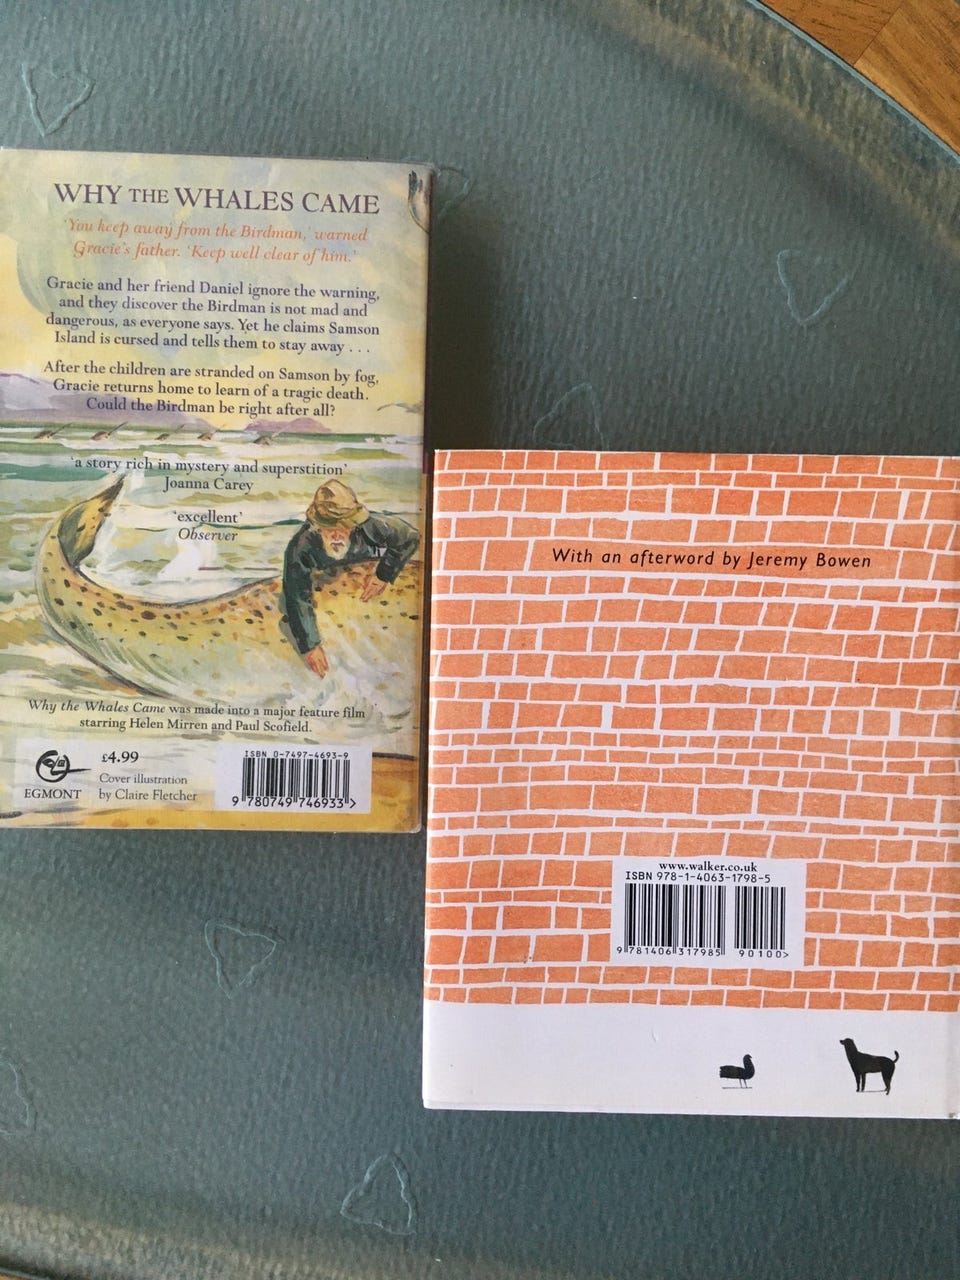 WHY THE WHALES CAME
'You keep away from the Birdman,' warned
Gracie's father. 'Keep well clear of him.'
Gracie and her friend Daniel ignore the warning,
and they discover the Birdman is not mad and
dangerous, as everyone says. Yet he claims Samson
Island is cursed and tells them to stay away . . .
After the children are stranded on Samson by fog,
Gracie returns home to learn of a tragic death.
Could the Birdman be right after all?
'a story rich in mystery and superstition'
Joanna Carey
'excellent'
Observer
Why the Whales Came was made into a major feature film
starring Helen Mirren and Paul Scofield.
EGMONT
£4.99
Cover illustration
by Claire Fletcher
ISBN 0-7497-4693-9
9 780749 746933 >
With an afterword by Jeremy Bowen
www.walker.co.uk
ISBN 978-1-4063-1798-5
9 781406 317985 90100>